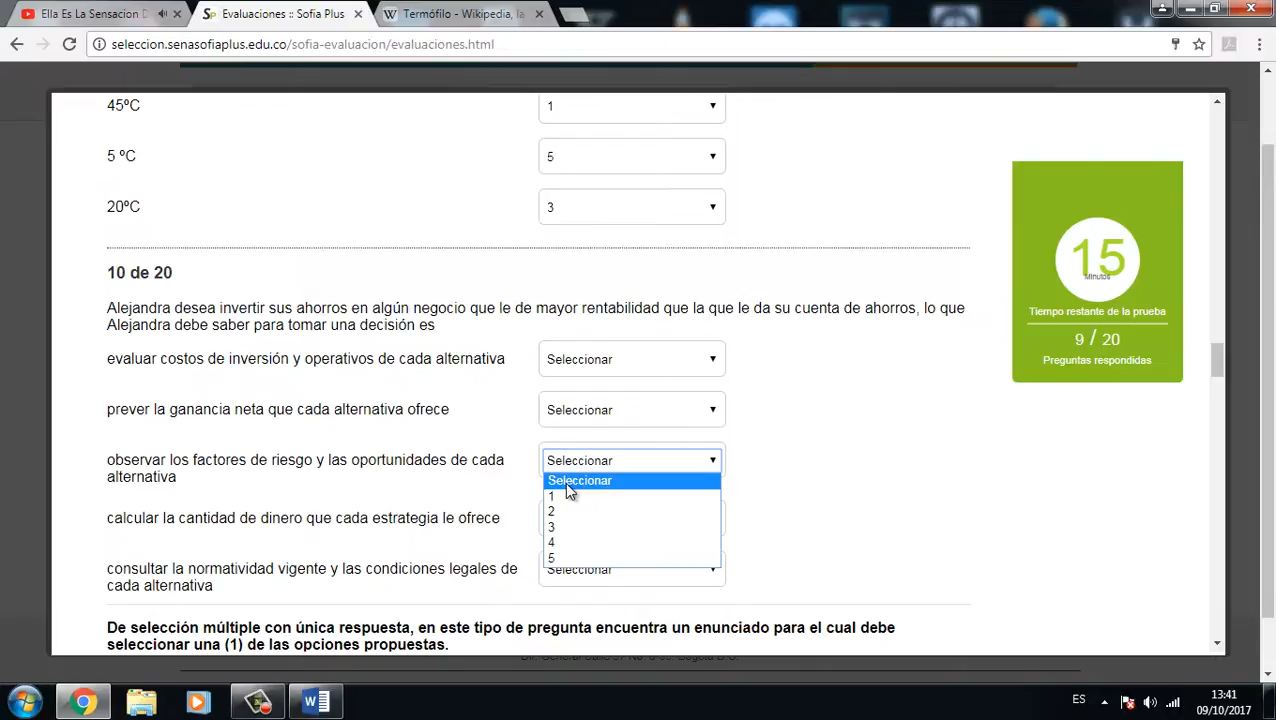 Ella Es La Sensation D
Evaluaciones :: Sofia Plus
Termófilo - Wikipedia, la
seleccion.senasofiaplus.edu.co/sofia-evaluacion/evaluaciones.html
45ºC
1
5 ºC
5
20ºC
3
10 de 20
Alejandra desea invertir sus ahorros en algún negocio que le de mayor rentabilidad que la que le da su cuenta de ahorros, lo que
Alejandra debe saber para tomar una decisión es
evaluar costos de inversión y operativos de cada alternativa
Seleccionar
prever la ganancia neta que cada alternativa ofrece
Seleccionar
observar los factores de riesgo y las oportunidades de cada
alternativa
Seleccionar
Seleccionar
1
2
3
4
5
calcular la cantidad de dinero que cada estrategia le ofrece
consultar la normatividad vigente y las condiciones legales de
cada alternativa
Seleccionar
De selección múltiple con única respuesta, en este tipo de pregunta encuentra un enunciado para el cual debe
seleccionar una (1) de las opciones propuestas.
15
Minutos
Tiempo restante de la prueba
9 / 20
Preguntas respondidas
ES
13:41
09/10/2017